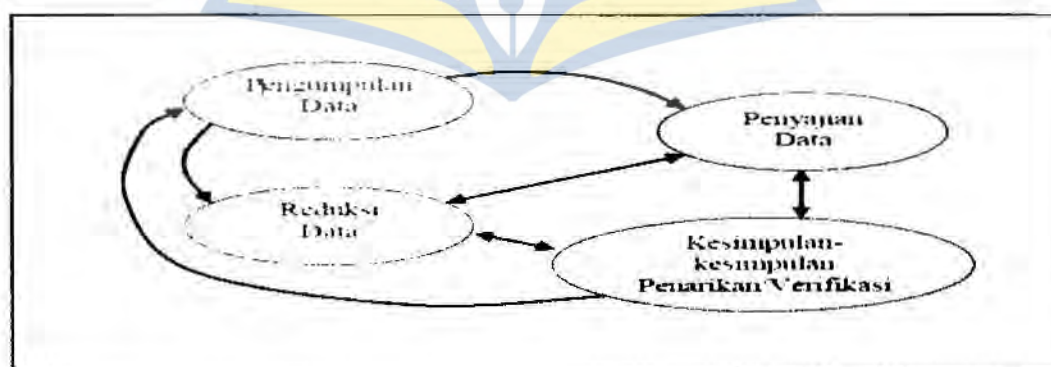 Pengumpulan
Data
Penyajian
Data
Reduksi
Data
Kesimpulan-
kesimpulan
Penarikan/Verifikasi